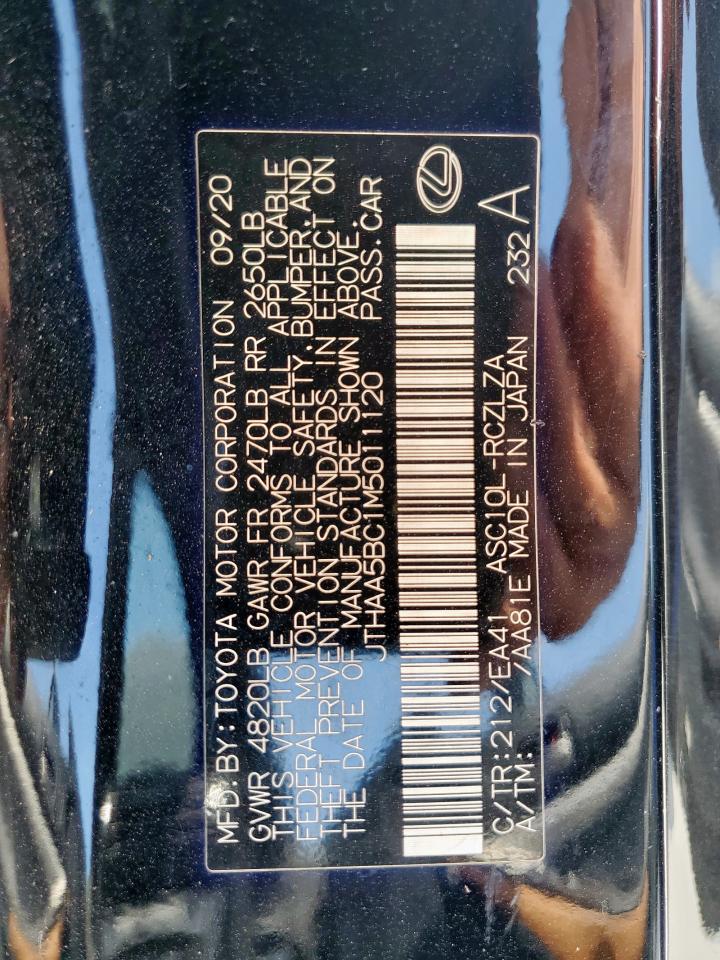 MFD.BY:TOYOTA MOTOR CORPORATION 09/20
GVWR 4820LB GAWR FR 2470LB RR 2650LB
THIS VEHICLE CONFORMS TO ALL APPLICABLE
FEDERAL MOTOR VEHICLE SAFETY,BUMPER,AND
THEFT PREVENTION STANDARDS IN EFFECT ON
THE DATE OF MANUFACTURE SHOWN ABOVE.
JTHAA5BC1M5011120 PASS.CAR
C/TR:212/EA41 ASC10L-RCZLZA 232
A/TM: /AA81E MADE IN JAPAN A